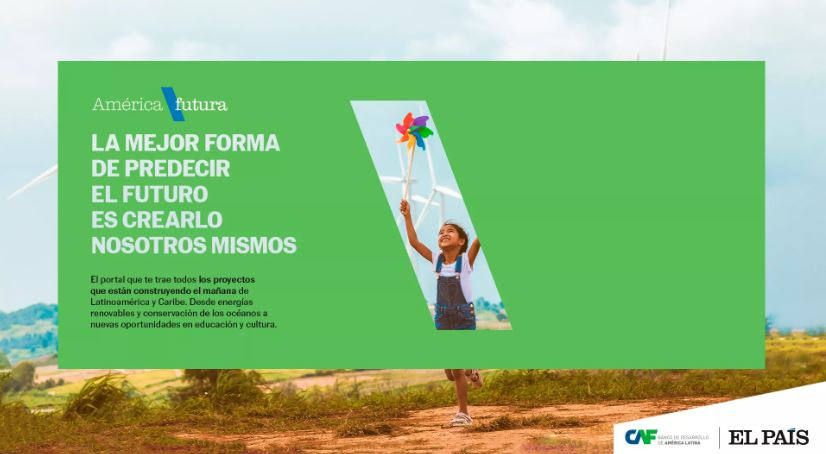 América futura
LA MEJOR FORMA
DE PREDECIR
EL FUTURO
ES CREARLO
NOSOTROS MISMOS
El portal que te trae todos los proyectos
que están construyendo el mañana de
Latinoamérica y Caribe. Desde energías
renovables y conservación de los océanos a
nuevas oportunidades en educación y cultura.
CAF BANCO DE DESARROLLO
DE AMÉRICA LATINA
EL PAÍS